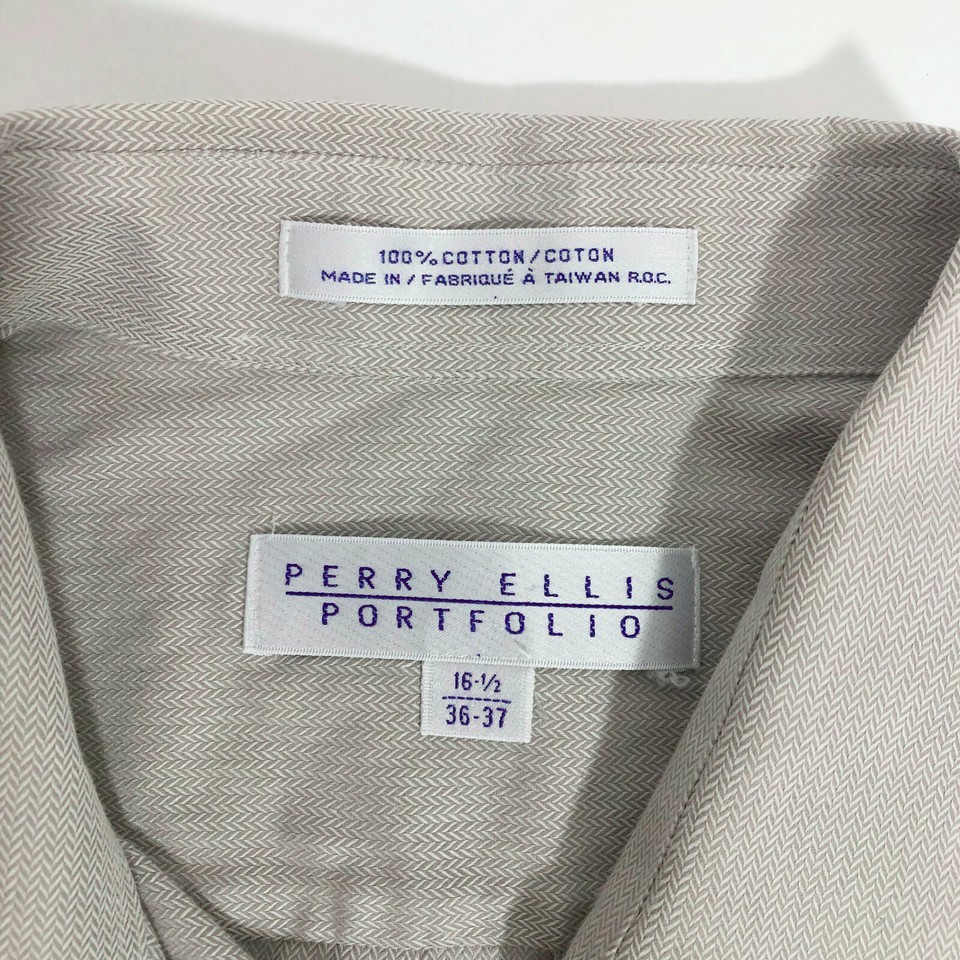 100% COTTON/COTON
MADE IN / FABRIQUÉ À TAIWAN R.O.C.
PERRY ELLIS
PORTFOLIO
16-1/2
36-37